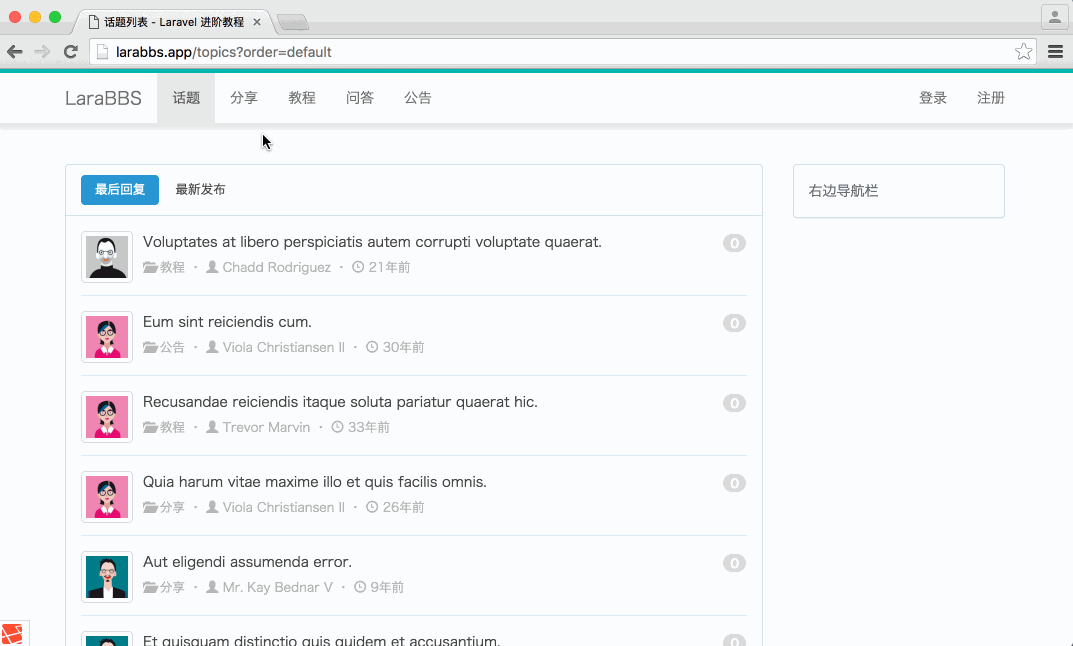 话题列表 - Laravel 进阶教程
larabbs.app/topics?order=default
LaraBBS 话题 分享 教程 问答 公告 登录 注册
最后回复 最新发布
右边导航栏
Voluptates at libero perspiciatis autem corrupti voluptate quaerat. 0
教程 · Chadd Rodriguez · 21年前
Eum sint reiciendis cum. 0
公告 · Viola Christiansen II · 30年前
Recusandae reiciendis itaque soluta pariatur quaerat hic. 0
教程 · Trevor Marvin · 33年前
Quia harum vitae maxime illo et quis facilis omnis. 0
分享 · Viola Christiansen II · 26年前
Aut eligendi assumenda error. 0
分享 · Mr. Kay Bednar V · 9年前
Et quisquam distinctio quis quidem et accusantium. 0